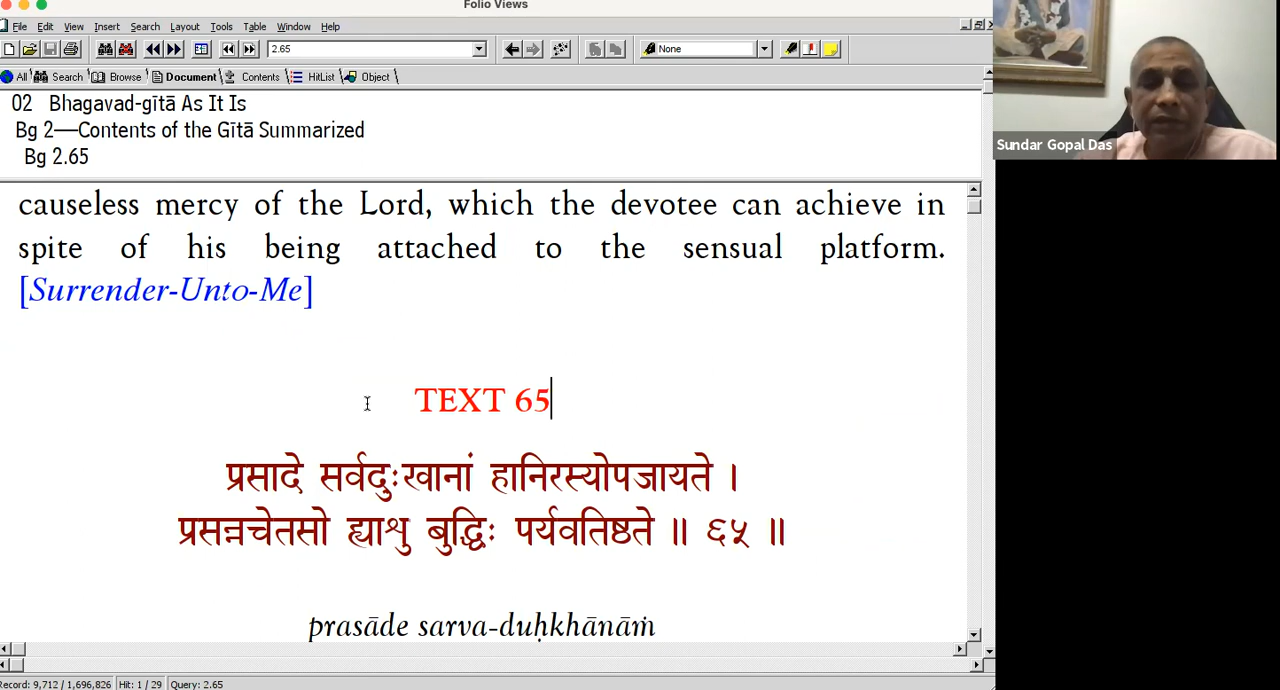 Folio Views
File Edit View Insert Search Layout Tools Table Window Help
2.65 None
All Search Browse Document Contents HitList Object
02 Bhagavad-gītā As It Is
Bg 2—Contents of the Gītā Summarized
Bg 2.65
Sundar Gopal Das
causeless mercy of the Lord, which the devotee can achieve in
spite of his being attached to the sensual platform.
[Surrender-Unto-Me]
TEXT 65
प्रसादे सर्वदुःखानां हानिरस्योपजायते ।
प्रसन्नचेतसो ह्याशु बुद्धिः पर्यवतिष्ठते ॥ ६५ ॥
prasāde sarva-duḥkhānāṁ
Record: 9,712 / 1,696,826 Hit: 1 / 29 Query: 2.65